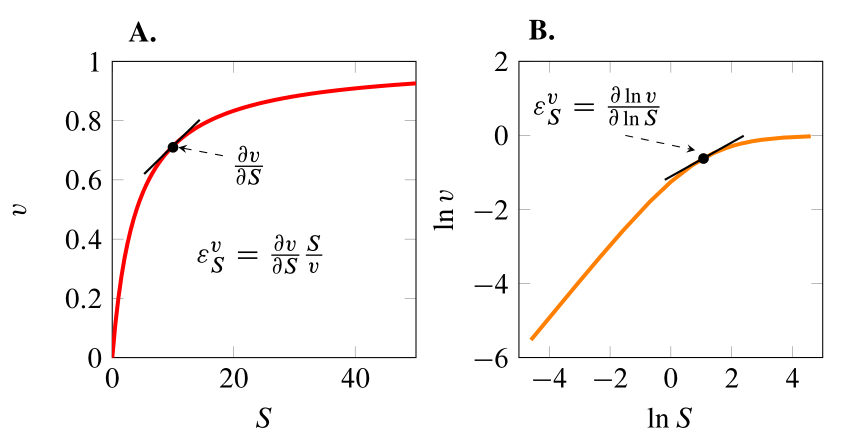 A.
1
0.8
0.6
0.4
0.2
0
0
20
40
v
S
∂v/∂S
ε_S^v = ∂v/∂S S/v
B.
2
0
−2
−4
−6
−4
−2
0
2
4
ln v
ln S
ε_S^v = ∂ ln v/∂ ln S